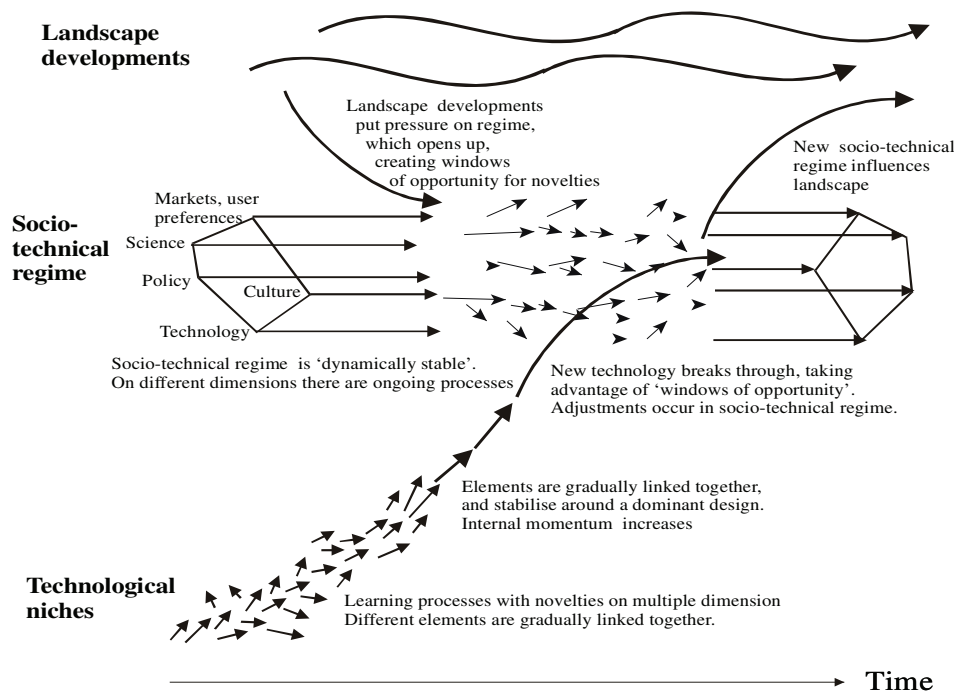 Landscape
developments
Landscape developments
put pressure on regime,
which opens up,
creating windows
of opportunity for novelties
New socio-technical
regime influences
landscape
Socio-
technical
regime
Markets, user
preferences
Science
Policy
Culture
Technology
Socio-technical regime is ‘dynamically stable’.
On different dimensions there are ongoing processes
New technology breaks through, taking
advantage of ‘windows of opportunity’.
Adjustments occur in socio-technical regime.
Elements are gradually linked together,
and stabilise around a dominant design.
Internal momentum increases
Technological
niches
Learning processes with novelties on multiple dimension
Different elements are gradually linked together.
Time